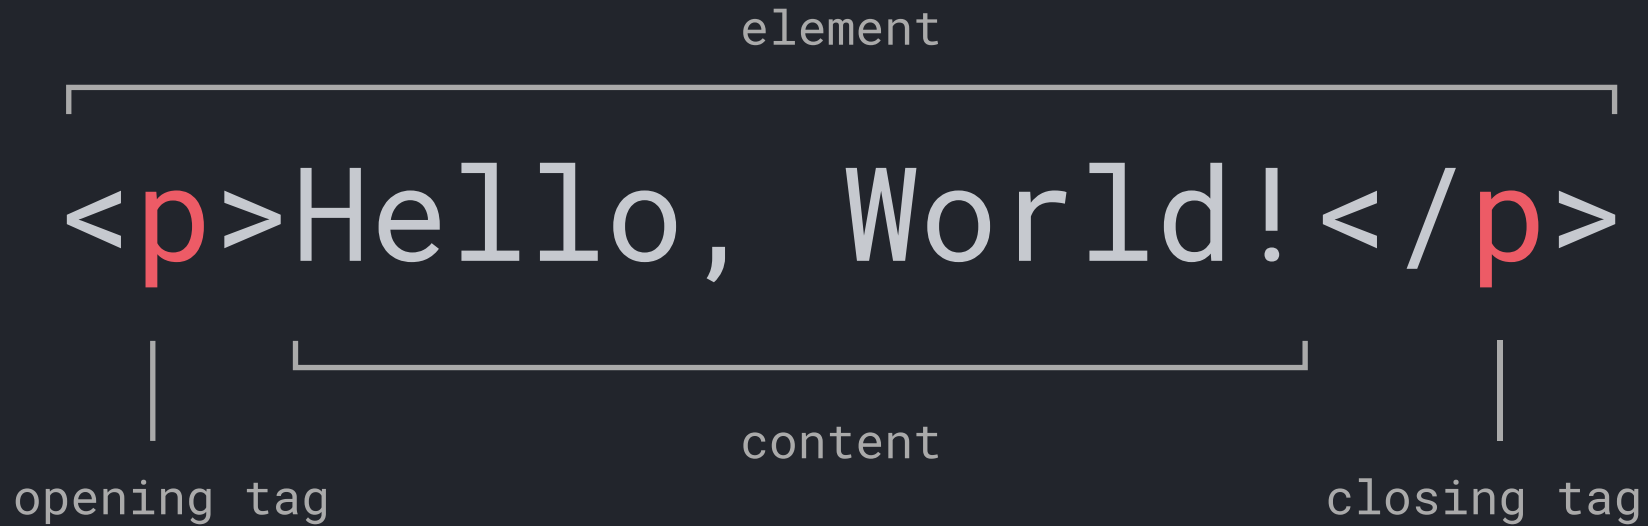 element
<p>Hello, World!</p>
content
opening tag
closing tag